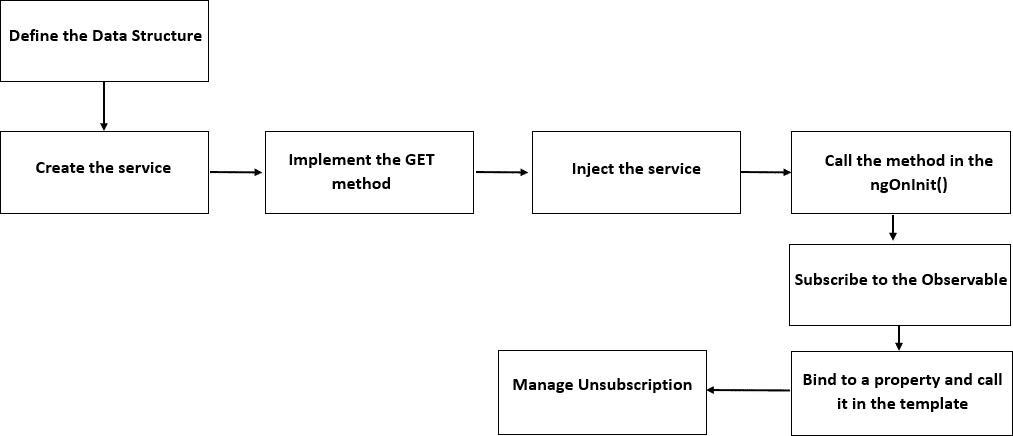 Define the Data Structure
Create the service
Implement the GET
method
Inject the service
Call the method in the
ngOnInit()
Subscribe to the Observable
Bind to a property and call
it in the template
Manage Unsubscription